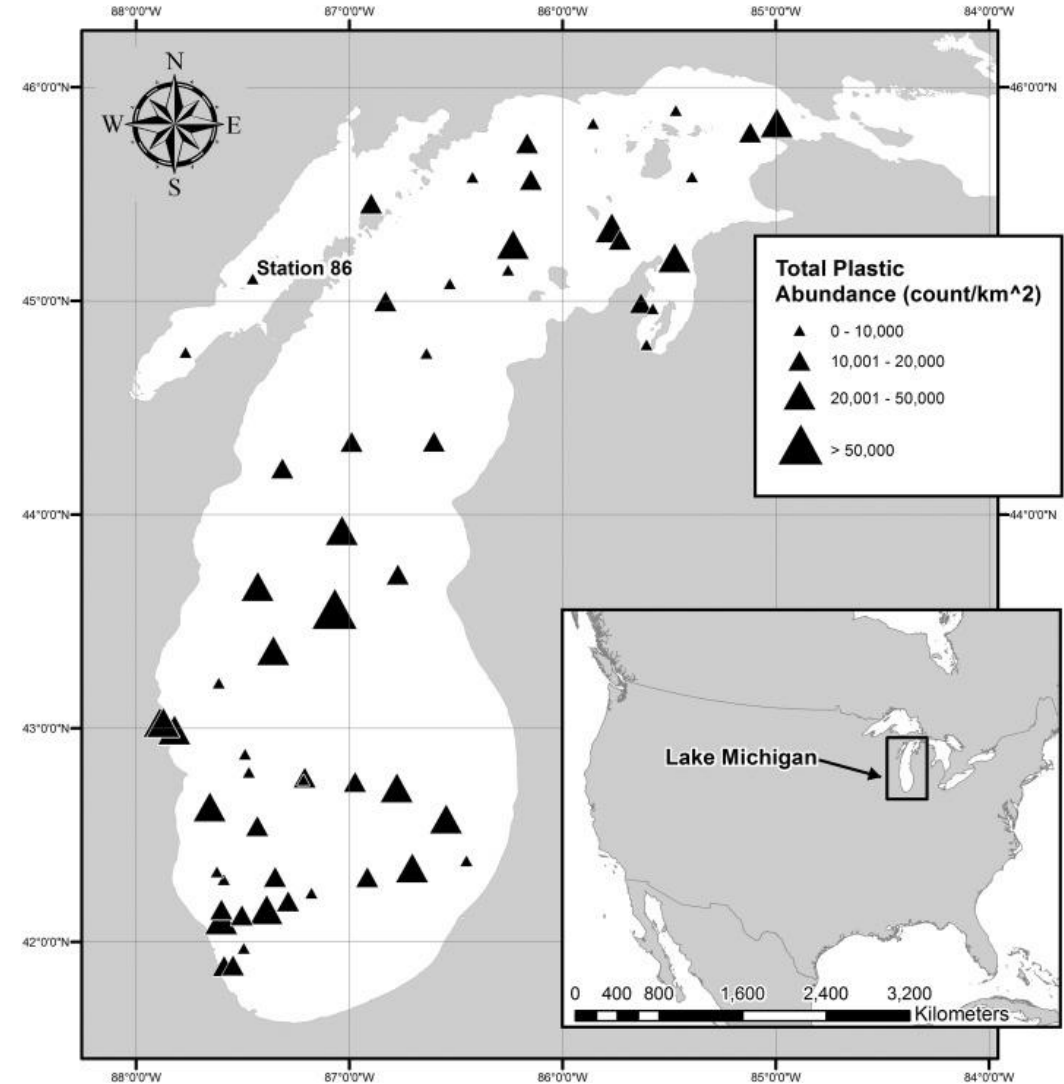 88°0'0"W 87°0'0"W 86°0'0"W 85°0'0"W 84°0'0"W
46°0'0"N
46°0'0"N
N
W
E
S
Station 86
45°0'0"N
Total Plastic
Abundance (count/km^2)
0 - 10,000
10,001 - 20,000
20,001 - 50,000
> 50,000
44°0'0"N
44°0'0"N
43°0'0"N
Lake Michigan
42°0'0"N
0 400 800 1,600 2,400 3,200
Kilometers
88°0'0"W 87°0'0"W 86°0'0"W 85°0'0"W 84°0'0"W